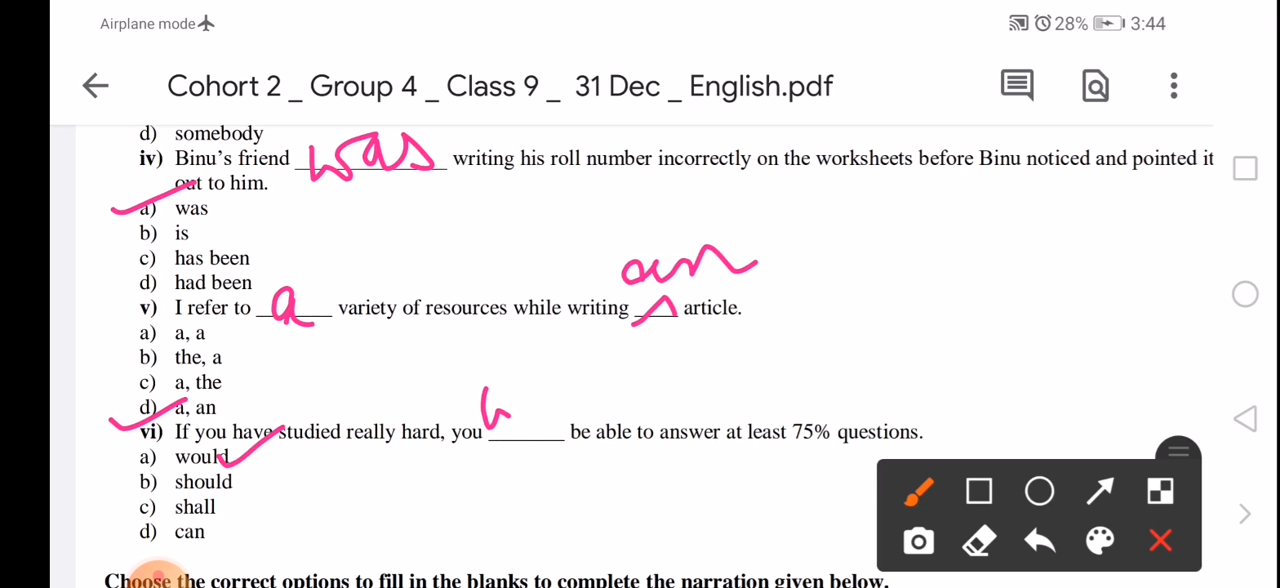 Airplane mode 28% 3:44
Cohort 2 _ Group 4 _ Class 9 _ 31 Dec _ English.pdf
d) somebody
iv) Binu's friend was writing his roll number incorrectly on the worksheets before Binu noticed and pointed it
out to him.
a) was
b) is
c) has been
d) had been
an
v) I refer to a variety of resources while writing ____ article.
a) a, a
b) the, a
c) a, the
d) a, an
vi) If you have studied really hard, you _______ be able to answer at least 75% questions.
a) would
b) should
c) shall
d) can
Choose the correct options to fill in the blanks to complete the narration given below.